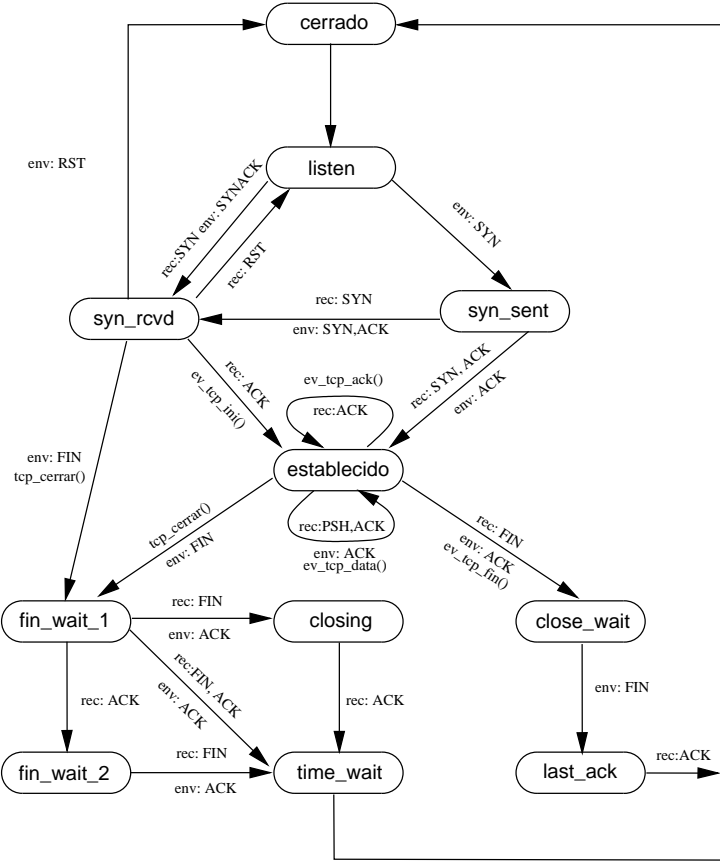 cerrado
env: RST
listen
rec:SYN env: SYNACK
rec: RST
env: SYN
syn_rcvd
rec: SYN
env: SYN,ACK
syn_sent
rec: ACK
ev_tcp_ini()
ev_tcp_ack()
rec:ACK
rec: SYN, ACK
env: ACK
env: FIN
tcp_cerrar()
establecido
tcp_cerrar()
env: FIN
rec:PSH,ACK
env: ACK
ev_tcp_data()
rec: FIN
env: ACK
ev_tcp_fin()
fin_wait_1
rec: FIN
env: ACK
closing
close_wait
rec: ACK
rec:FIN, ACK
env: ACK
rec: ACK
env: FIN
fin_wait_2
rec: FIN
env: ACK
time_wait
last_ack
rec:ACK